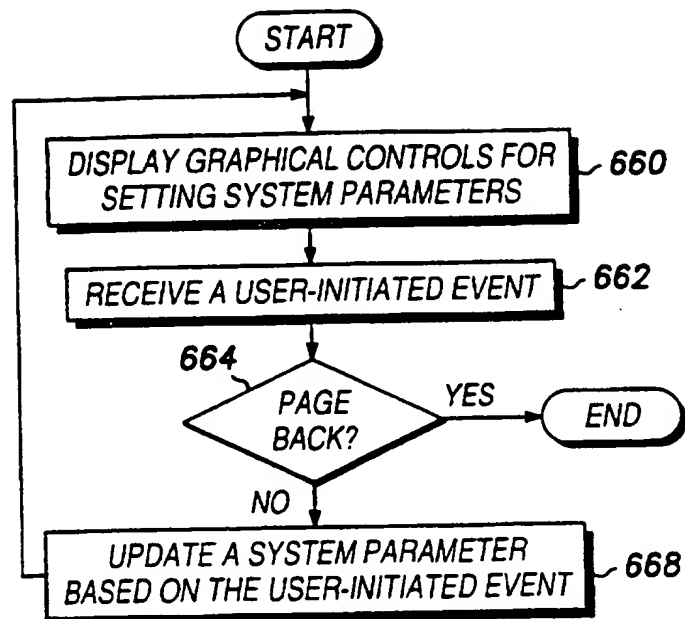 START
DISPLAY GRAPHICAL CONTROLS FOR
SETTING SYSTEM PARAMETERS
660
RECEIVE A USER-INITIATED EVENT
662
664
PAGE
BACK?
YES
END
NO
UPDATE A SYSTEM PARAMETER
BASED ON THE USER-INITIATED EVENT
668